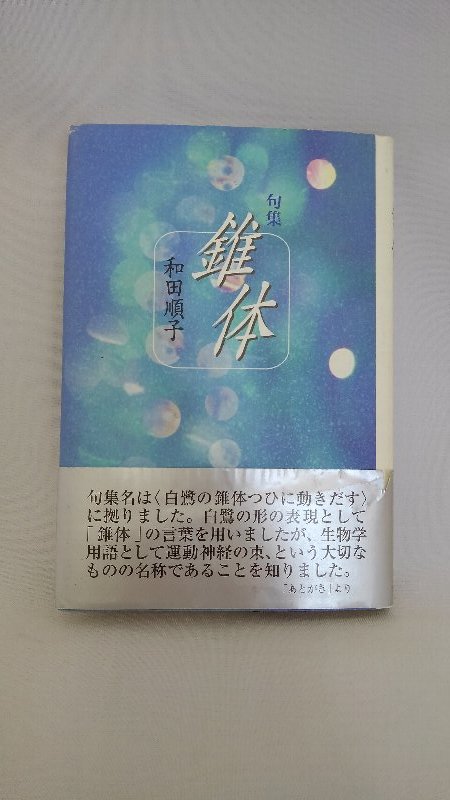 句集
錐体
和田順子
句集名は〈白鷺の錐体つひに動きだす〉
に拠りました。白鷺の形の表現として
「錐体」の言葉を用いましたが、生物学
用語として運動神経の束、という大切な
ものの名称であることを知りました。
「あとがき」より